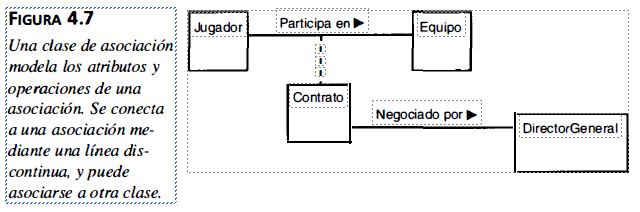 FIGURA 4.7
Una clase de asociación
modela los atributos y
operaciones de una
asociación. Se conecta
a una asociación me-
diante una línea dis-
continua, y puede
asociarse a otra clase.
Jugador
Participa en ▶
Equipo
Contrato
Negociado por ▶
DirectorGeneral